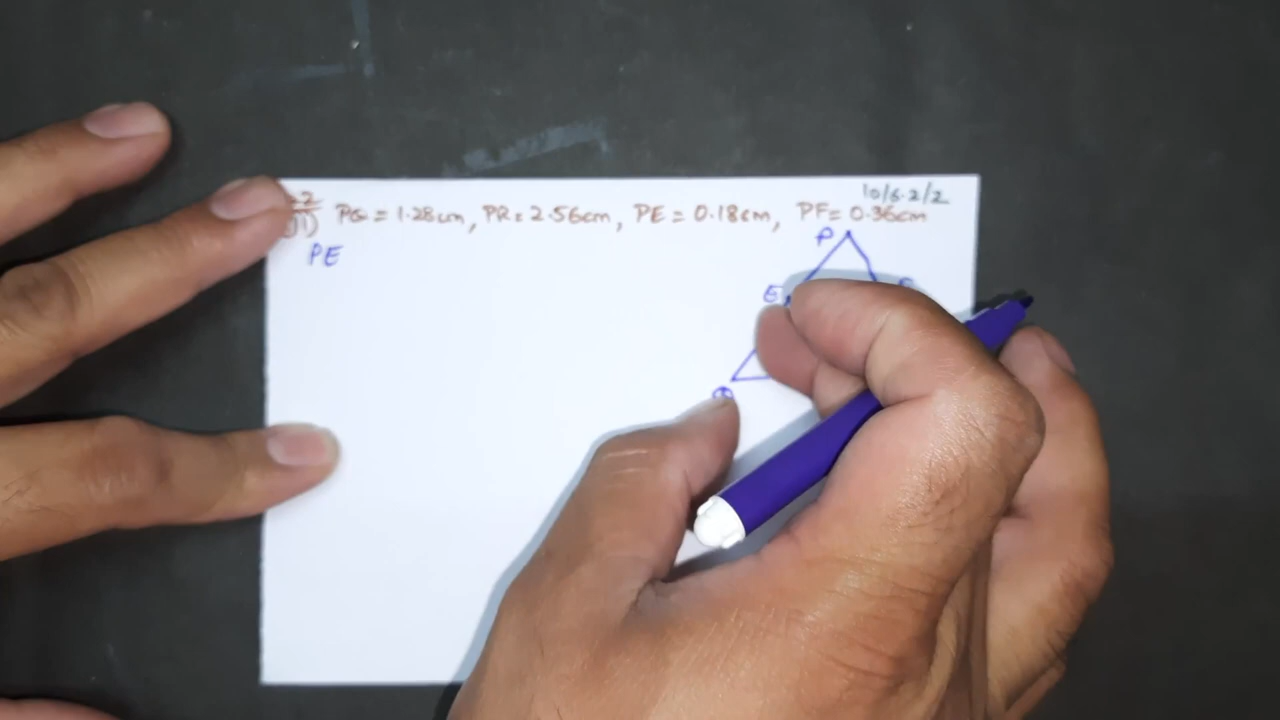 10/6.2/2
PQ = 1.28cm, PR = 2.56cm, PE = 0.18cm, PF = 0.36cm
PE
P
E
Q